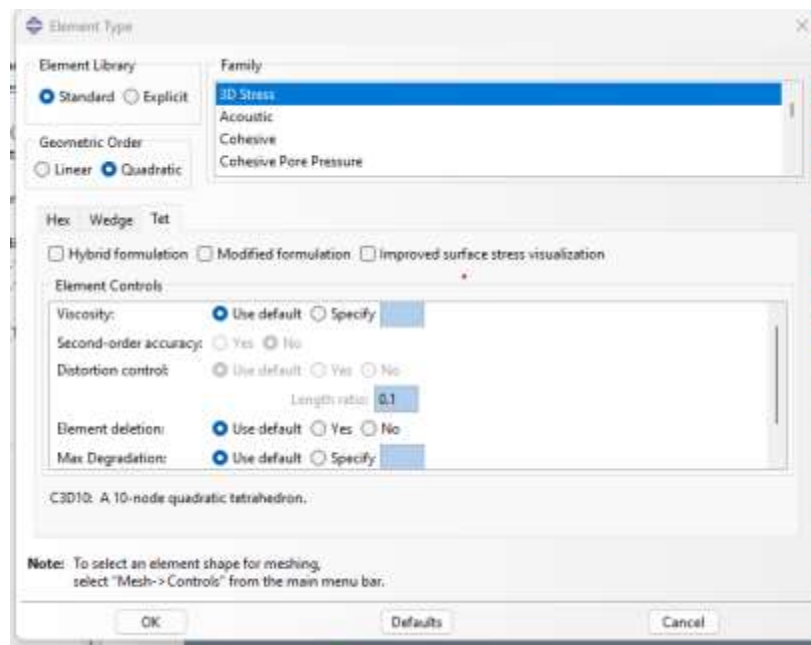 Element Type
Element Library
Family
Standard Explicit
3D Stress
Acoustic
Cohesive
Cohesive Pore Pressure
Geometric Order
Linear Quadratic
Hex Wedge Tet
Hybrid formulation Modified formulation Improved surface stress visualization
Element Controls
Viscosity: Use default Specify
Second-order accuracy: Yes No
Distortion control: Use default Yes No
Length ratio: 0.1
Element deletion: Use default Yes No
Max Degradation: Use default Specify
C3D10: A 10-node quadratic tetrahedron.
Note: To select an element shape for meshing,
select "Mesh->Controls" from the main menu bar.
OK Defaults Cancel